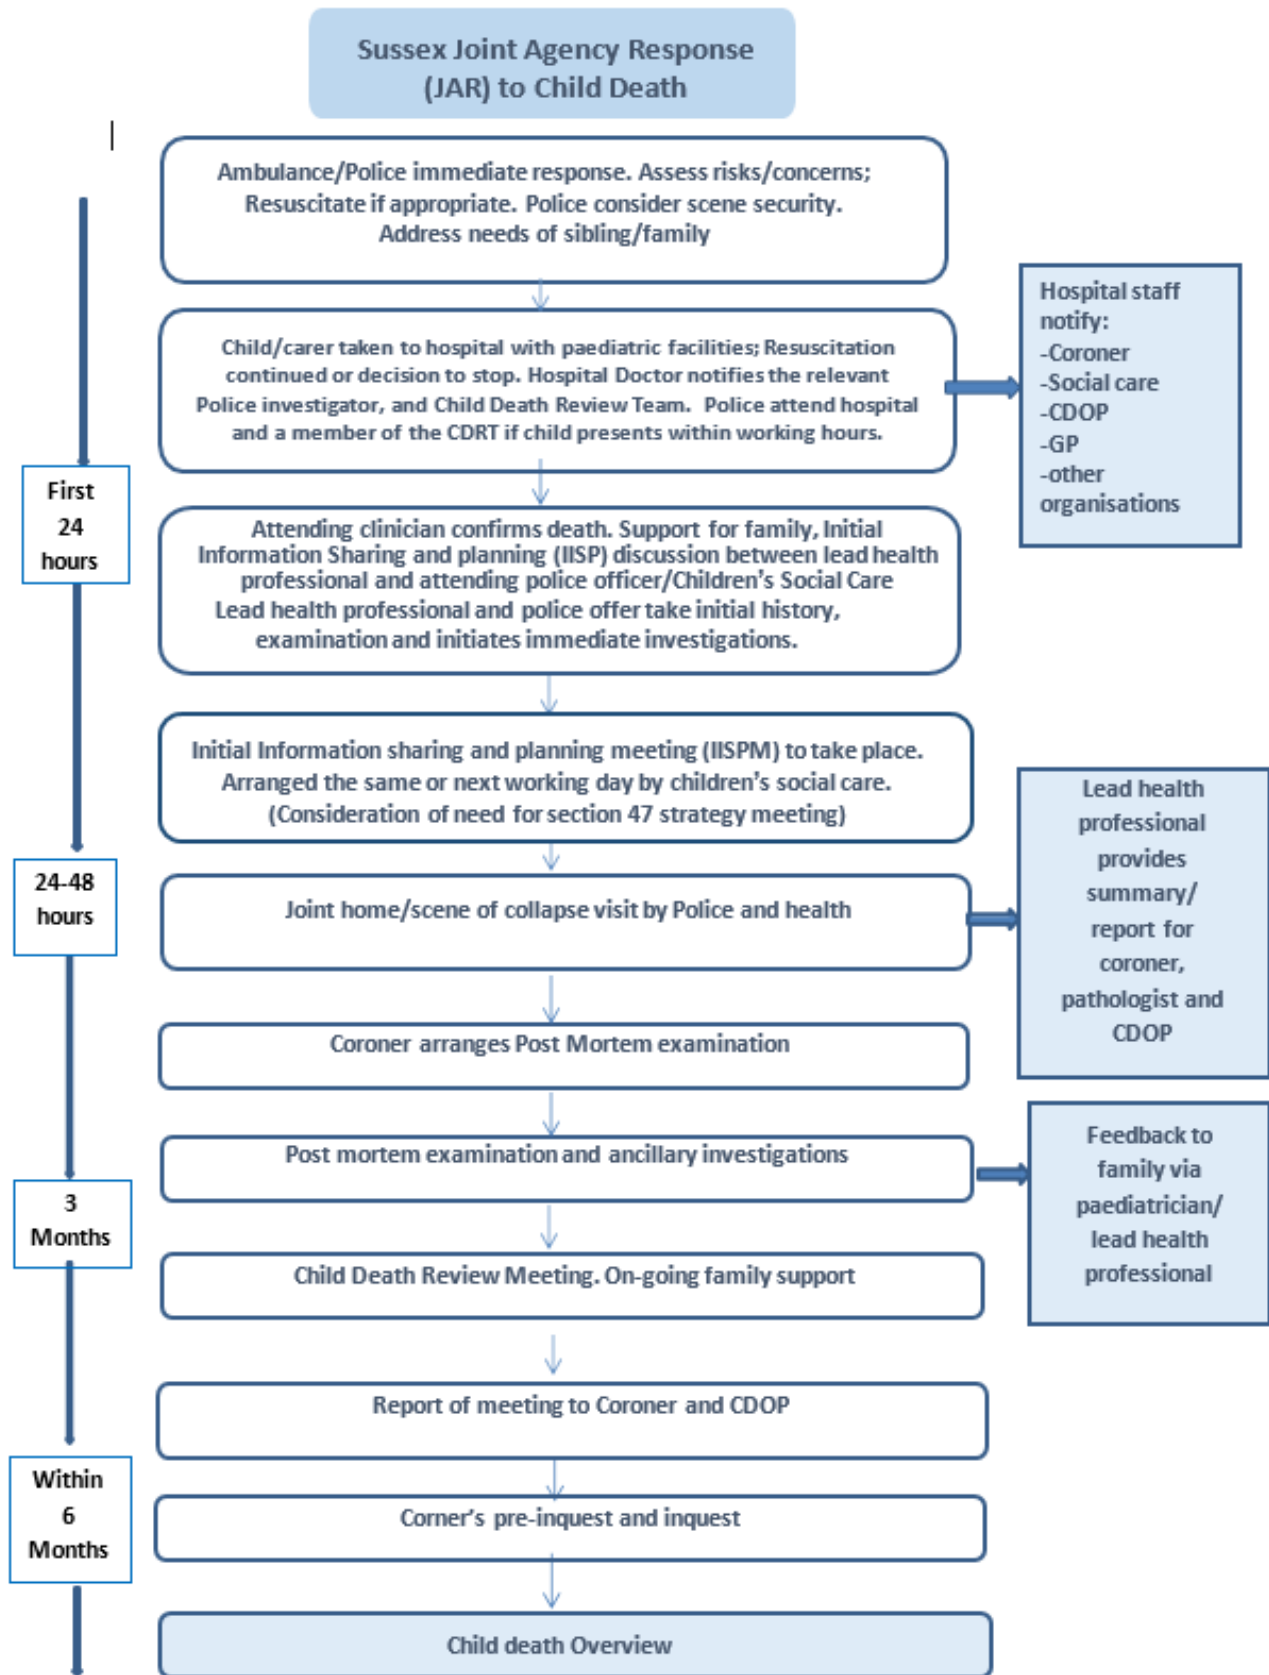 Sussex Joint Agency Response
(JAR) to Child Death
Ambulance/Police immediate response. Assess risks/concerns;
Resuscitate if appropriate. Police consider scene security.
Address needs of sibling/family
Child/carer taken to hospital with paediatric facilities; Resuscitation
continued or decision to stop. Hospital Doctor notifies the relevant
Police investigator, and Child Death Review Team. Police attend hospital
and a member of the CDRT if child presents within working hours.
Hospital staff
notify:
-Coroner
-Social care
-CDOP
-GP
-other
organisations
First
24
hours
Attending clinician confirms death. Support for family, Initial
Information Sharing and planning (IISP) discussion between lead health
professional and attending police officer/Children's Social Care
Lead health professional and police offer take initial history,
examination and initiates immediate investigations.
Initial Information sharing and planning meeting (IISPM) to take place.
Arranged the same or next working day by children's social care.
(Consideration of need for section 47 strategy meeting)
24-48
hours
Joint home/scene of collapse visit by Police and health
Lead health
professional
provides
summary/
report for
coroner,
pathologist and
CDOP
Coroner arranges Post Mortem examination
Post mortem examination and ancillary investigations
Feedback to
family via
paediatrician/
lead health
professional
3
Months
Child Death Review Meeting. On-going family support
Report of meeting to Coroner and CDOP
Within
6
Months
Corner's pre-inquest and inquest
Child death Overview